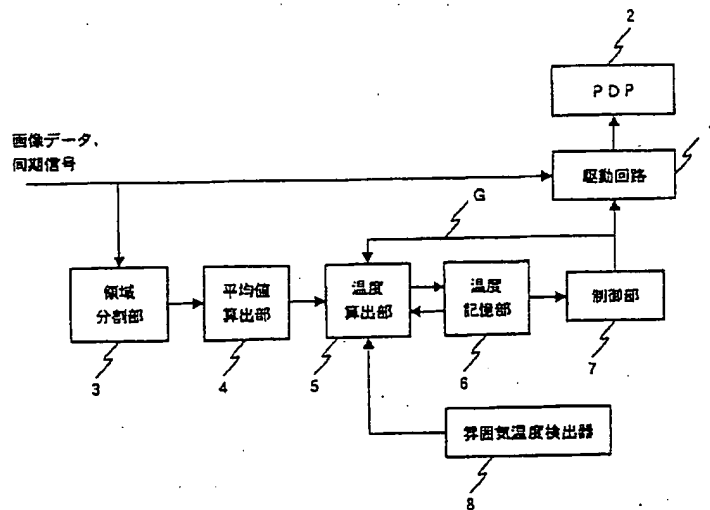 2
PDP
画像データ、
同期信号
駆動回路
G
領域
分割部
平均値
算出部
温度
算出部
温度
記憶部
制御部
3
4
5
6
7
雰囲気温度検出器
8